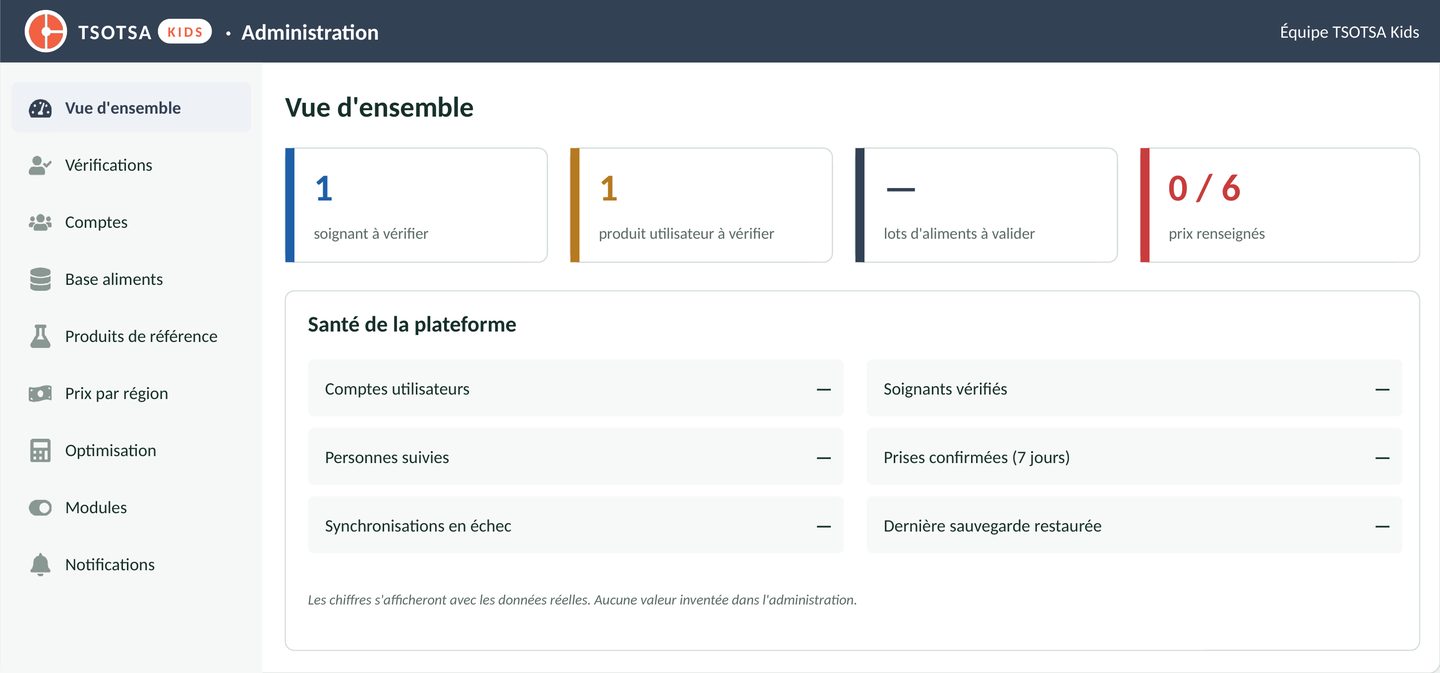 TSOTSA KIDS · Administration
Équipe TSOTSA Kids
Vue d'ensemble
Vérifications
Comptes
Base aliments
Produits de référence
Prix par région
Optimisation
Modules
Notifications
Vue d'ensemble
1
soignant à vérifier
1
produit utilisateur à vérifier
—
lots d'aliments à valider
0 / 6
prix renseignés
Santé de la plateforme
Comptes utilisateurs —
Soignants vérifiés —
Personnes suivies —
Prises confirmées (7 jours) —
Synchronisations en échec —
Dernière sauvegarde restaurée —
Les chiffres s'afficheront avec les données réelles. Aucune valeur inventée dans l'administration.